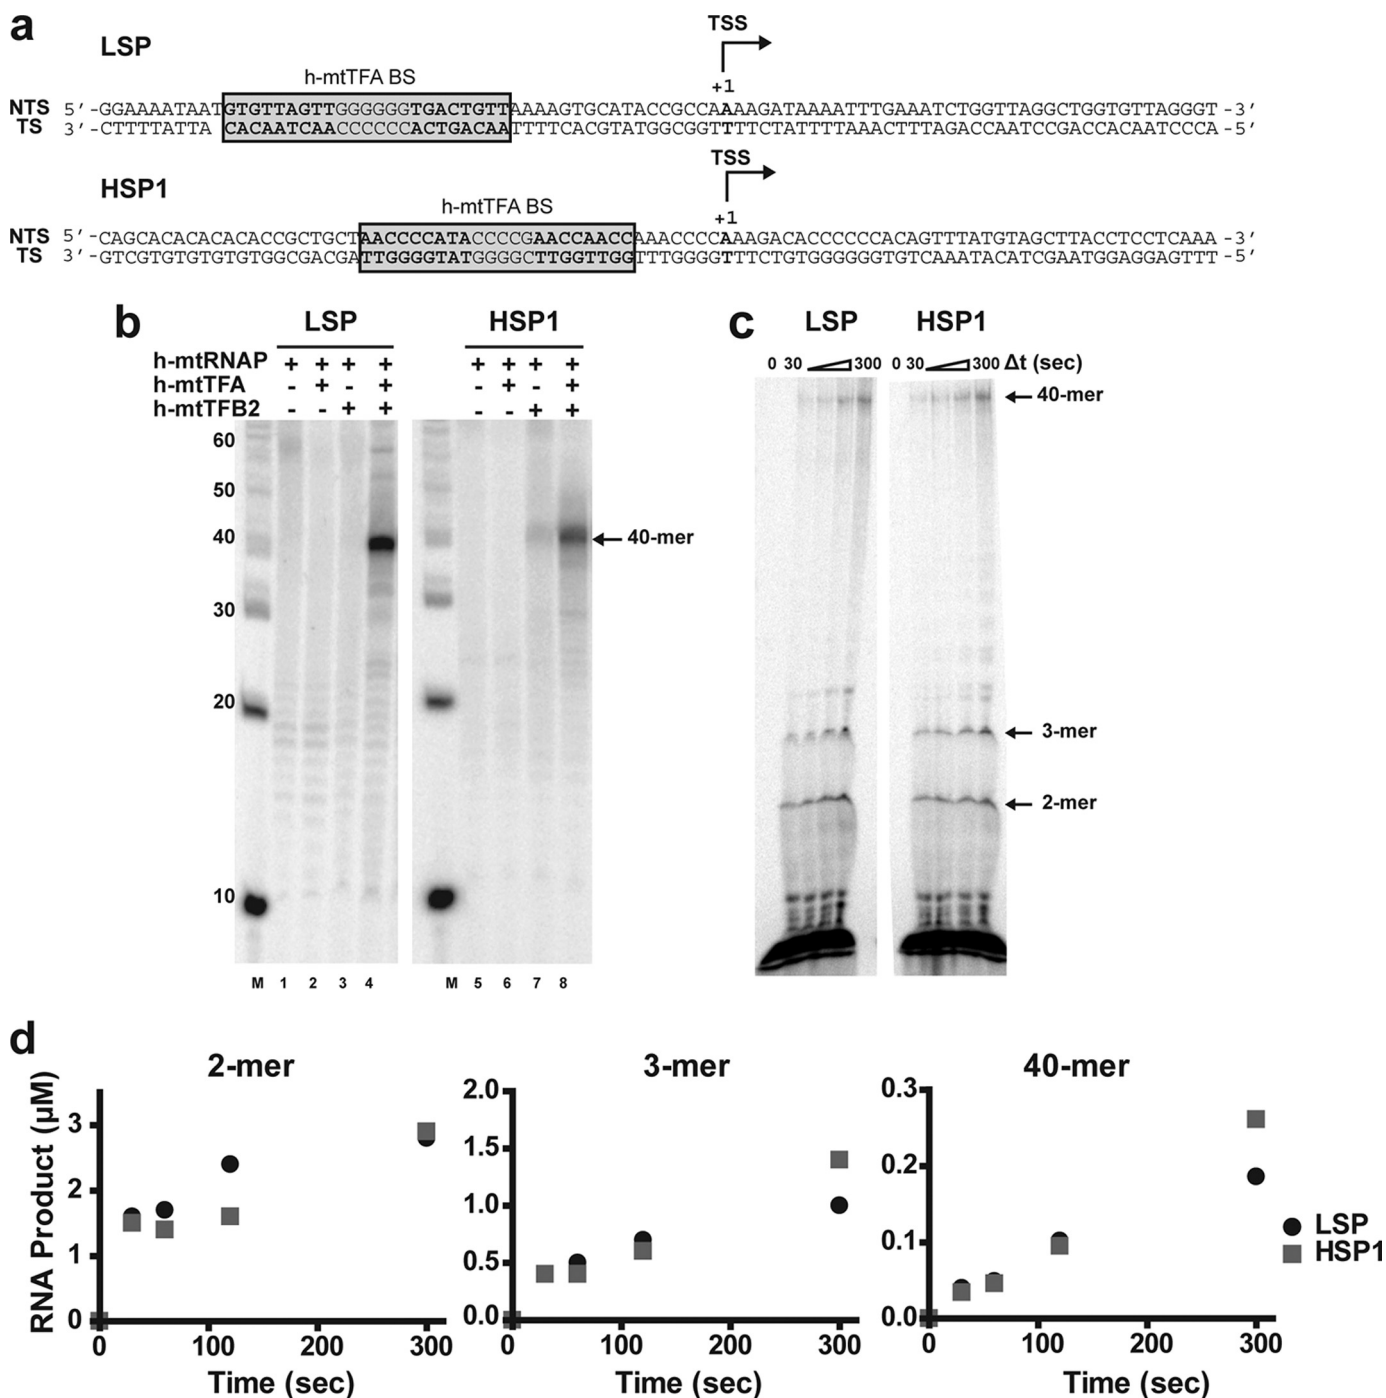 a
LSP
TSS
h-mtTFA BS
+1
NTS 5′-GGAAAATAATGTGTTAGTTGGGGGGTGACTGTTAAAAGTGCATACCGCCAAAAGATAAAATTTGAAATCTGGTTAGGCTGGTGTTAGGGT-3′
TS 3′-CTTTTATTA CACAATCAACCCCCCACTGACAATTTTCACGTATGGCGGTTTTCTATTTTAAACTTTAGACCAATCCGACCACAATCCCA-5′
TSS
HSP1
h-mtTFA BS
+1
NTS 5′-CAGCACACACACACCGCTGCTAACCCCATACCCCGAACCAACCAAACCCCAAAGACACCCCCCACAGTTTATGTAGCTTACCTCCTCAAA-3′
TS 3′-GTCGTGTGTGTGTGGCGACGATTGGGGTATGGGGCTTGGTTGGTTTGGGGTTTCTGTGGGGGGTGTCAAATACATCGAATGGAGGAGTTT-5′
b
LSP HSP1
h-mtRNAP + + + + + + + +
h-mtTFA - + - + - + - +
h-mtTFB2 - - + + - - + +
60
50
40
30
20
10
40-mer
M 1 2 3 4 M 5 6 7 8
c
LSP HSP1
0 30 300 0 30 300 Δt (sec)
40-mer
3-mer
2-mer
d
2-mer 3-mer 40-mer
RNA Product (µM)
3
2
1
0
0 100 200 300
Time (sec)
2.0
1.5
1.0
0.5
0.0
0 100 200 300
Time (sec)
0.3
0.2
0.1
0.0
0 100 200 300
Time (sec)
LSP
HSP1